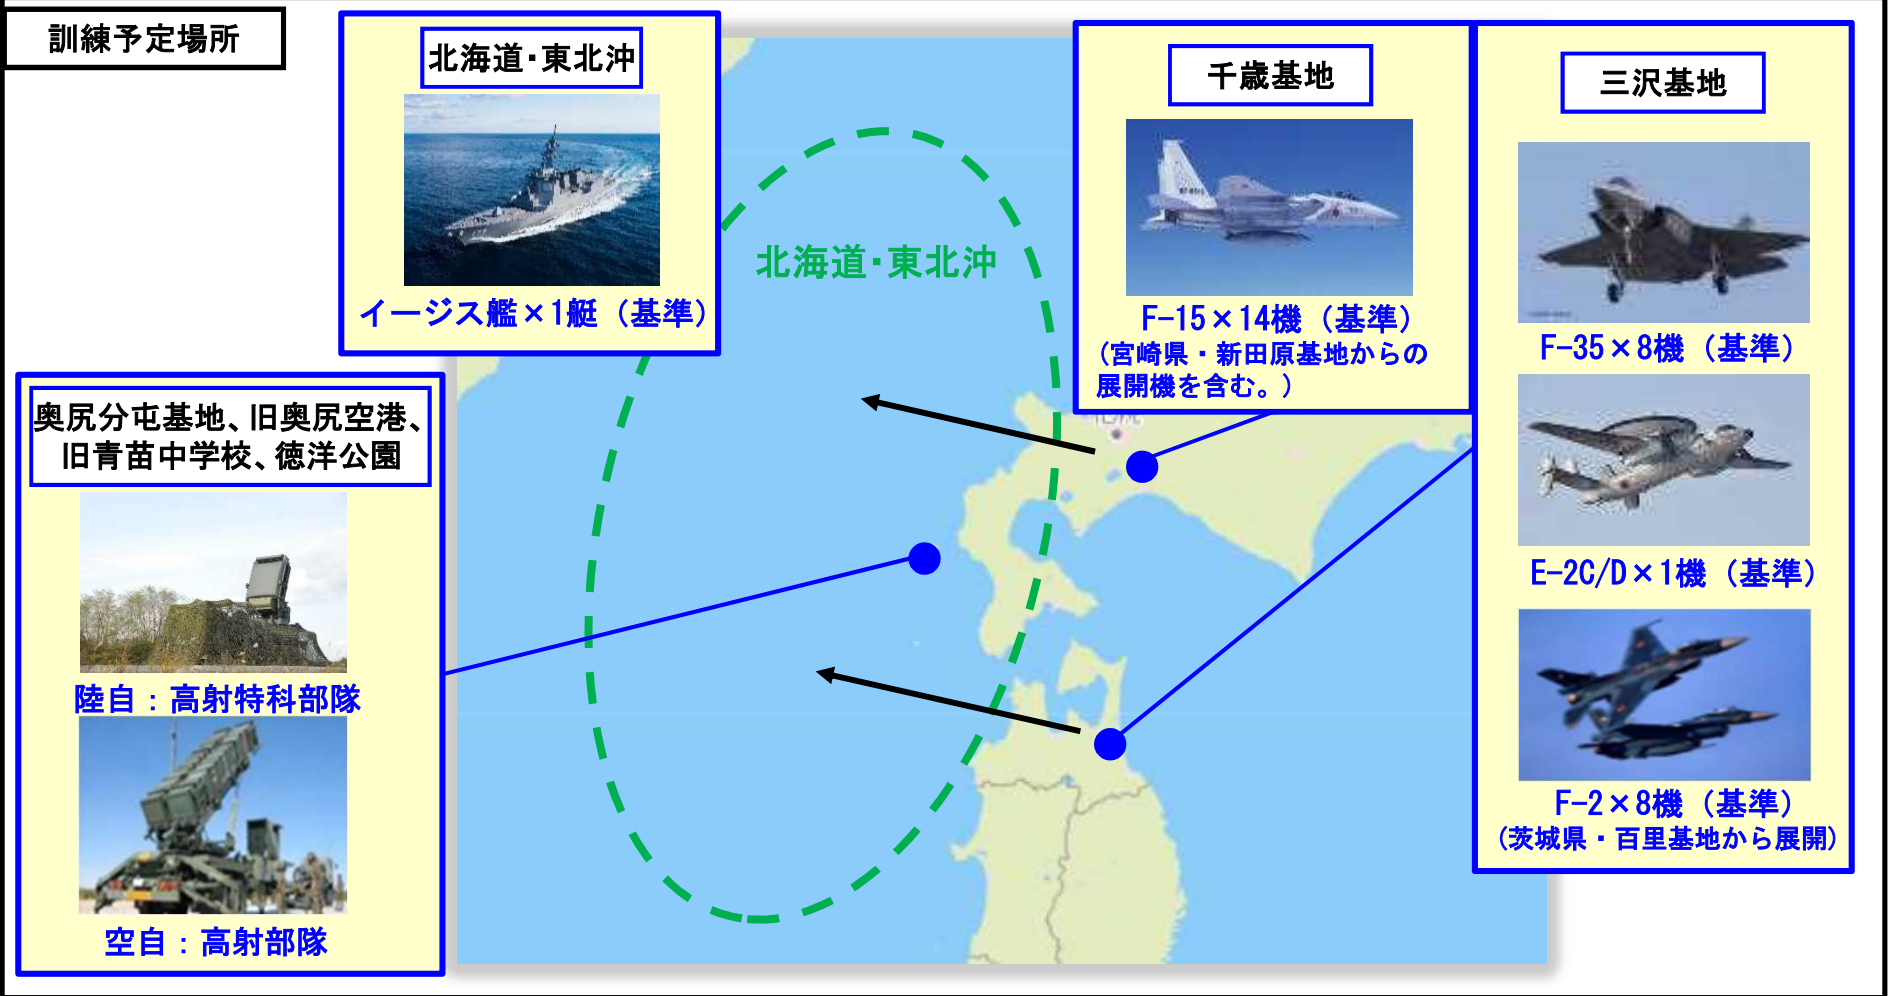 訓練予定場所
北海道・東北沖
イージス艦×1艇（基準）
奥尻分屯基地、旧奥尻空港、
旧青苗中学校、徳洋公園
陸自：高射特科部隊
空自：高射部隊
北海道・東北沖
千歳基地
F-15×14機（基準）
（宮崎県・新田原基地からの
展開機を含む。）
三沢基地
F-35×8機（基準）
E-2C/D×1機（基準）
F-2×8機（基準）
（茨城県・百里基地から展開）